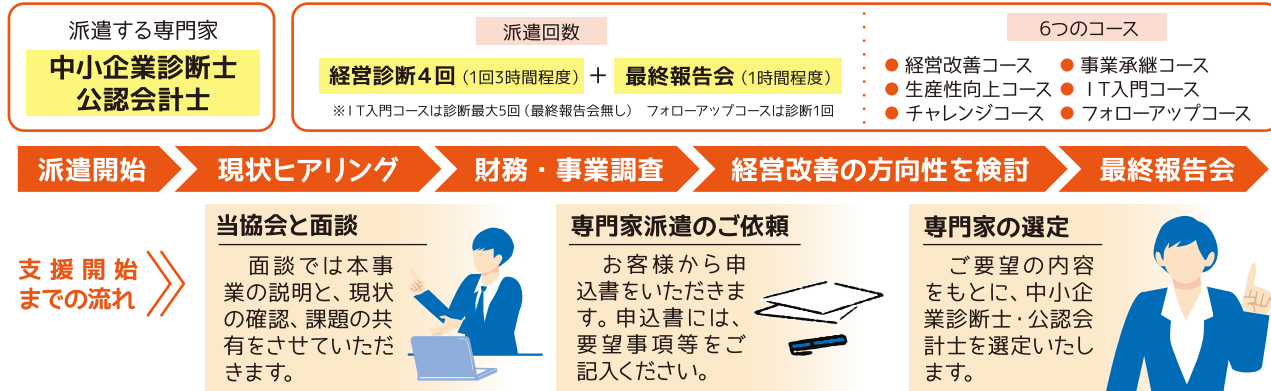 派遣する専門家
中小企業診断士
公認会計士
派遣回数
経営診断4回（1回3時間程度）+ 最終報告会（1時間程度）
※IT入門コースは診断最大5回（最終報告会無し） フォローアップコースは診断1回
6つのコース
● 経営改善コース ● 事業承継コース
● 生産性向上コース ● IT入門コース
● チャレンジコース ● フォローアップコース
派遣開始 現状ヒアリング 財務・事業調査 経営改善の方向性を検討 最終報告会
支援開始
までの流れ
当協会と面談
面談では本事
業の説明と、現状
の確認、課題の共
有をさせていただ
きます。
専門家派遣のご依頼
お客様から申
込書をいただきま
す。申込書には、
要望事項等をご
記入ください。
専門家の選定
ご要望の内容
をもとに、中小企
業診断士・公認会
計士を選定いたし
ます。